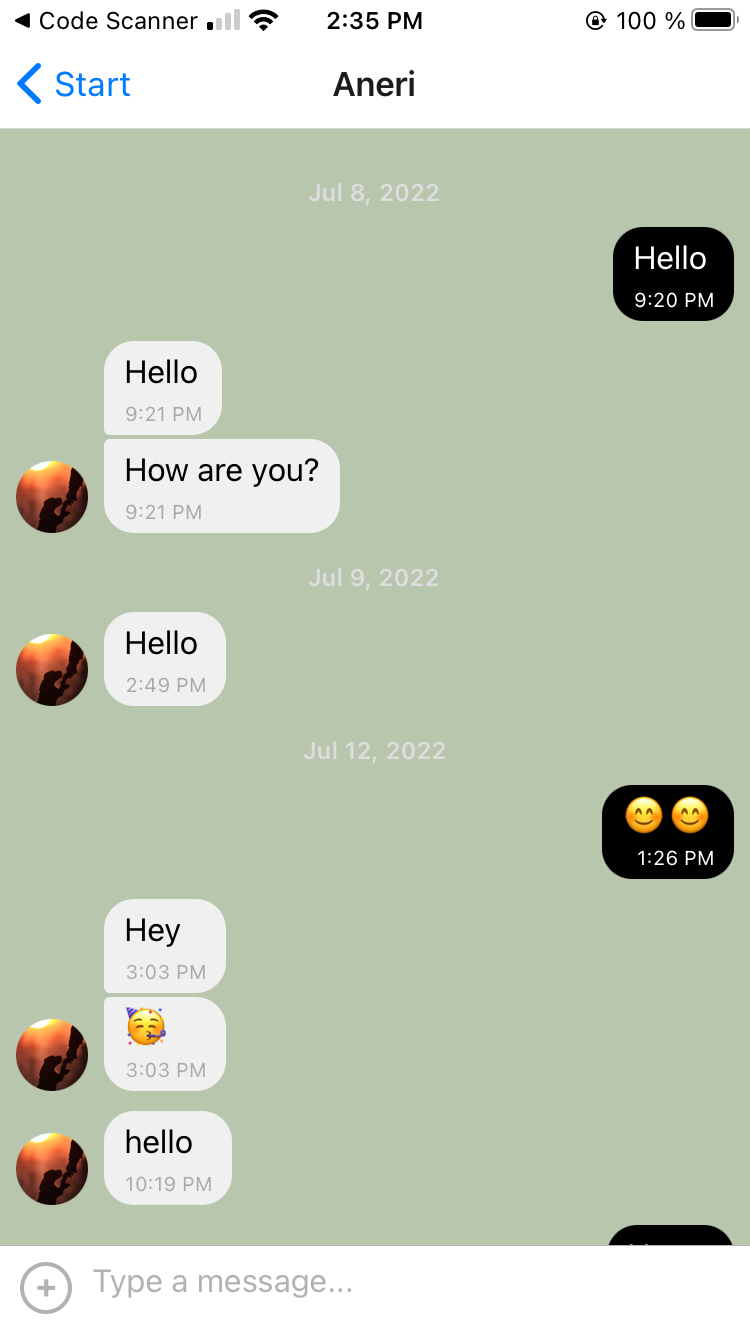 ◀ Code Scanner 2:35 PM 100 %
Start Aneri
Jul 8, 2022
Hello
9:20 PM
Hello
9:21 PM
How are you?
9:21 PM
Jul 9, 2022
Hello
2:49 PM
Jul 12, 2022
😊😊
1:26 PM
Hey
3:03 PM
🥳
3:03 PM
hello
10:19 PM
Type a message...